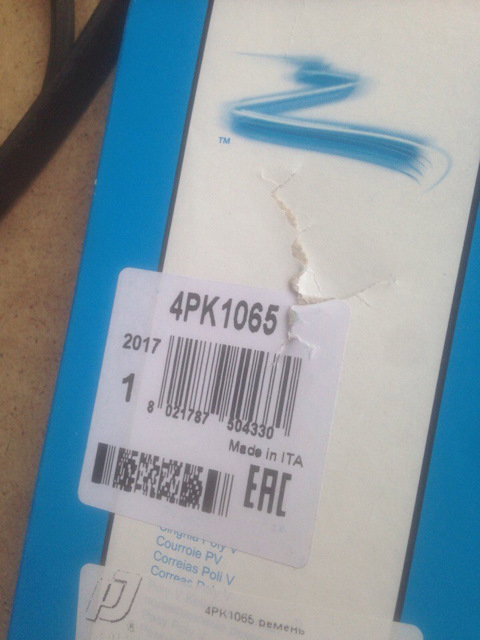 TM
4PK1065
2017
1
8 021787 504330
Made in ITA
EAC
Cinghia Poly V
Courroie PV
Correias Poli V
Correas
4PK1065 ремень